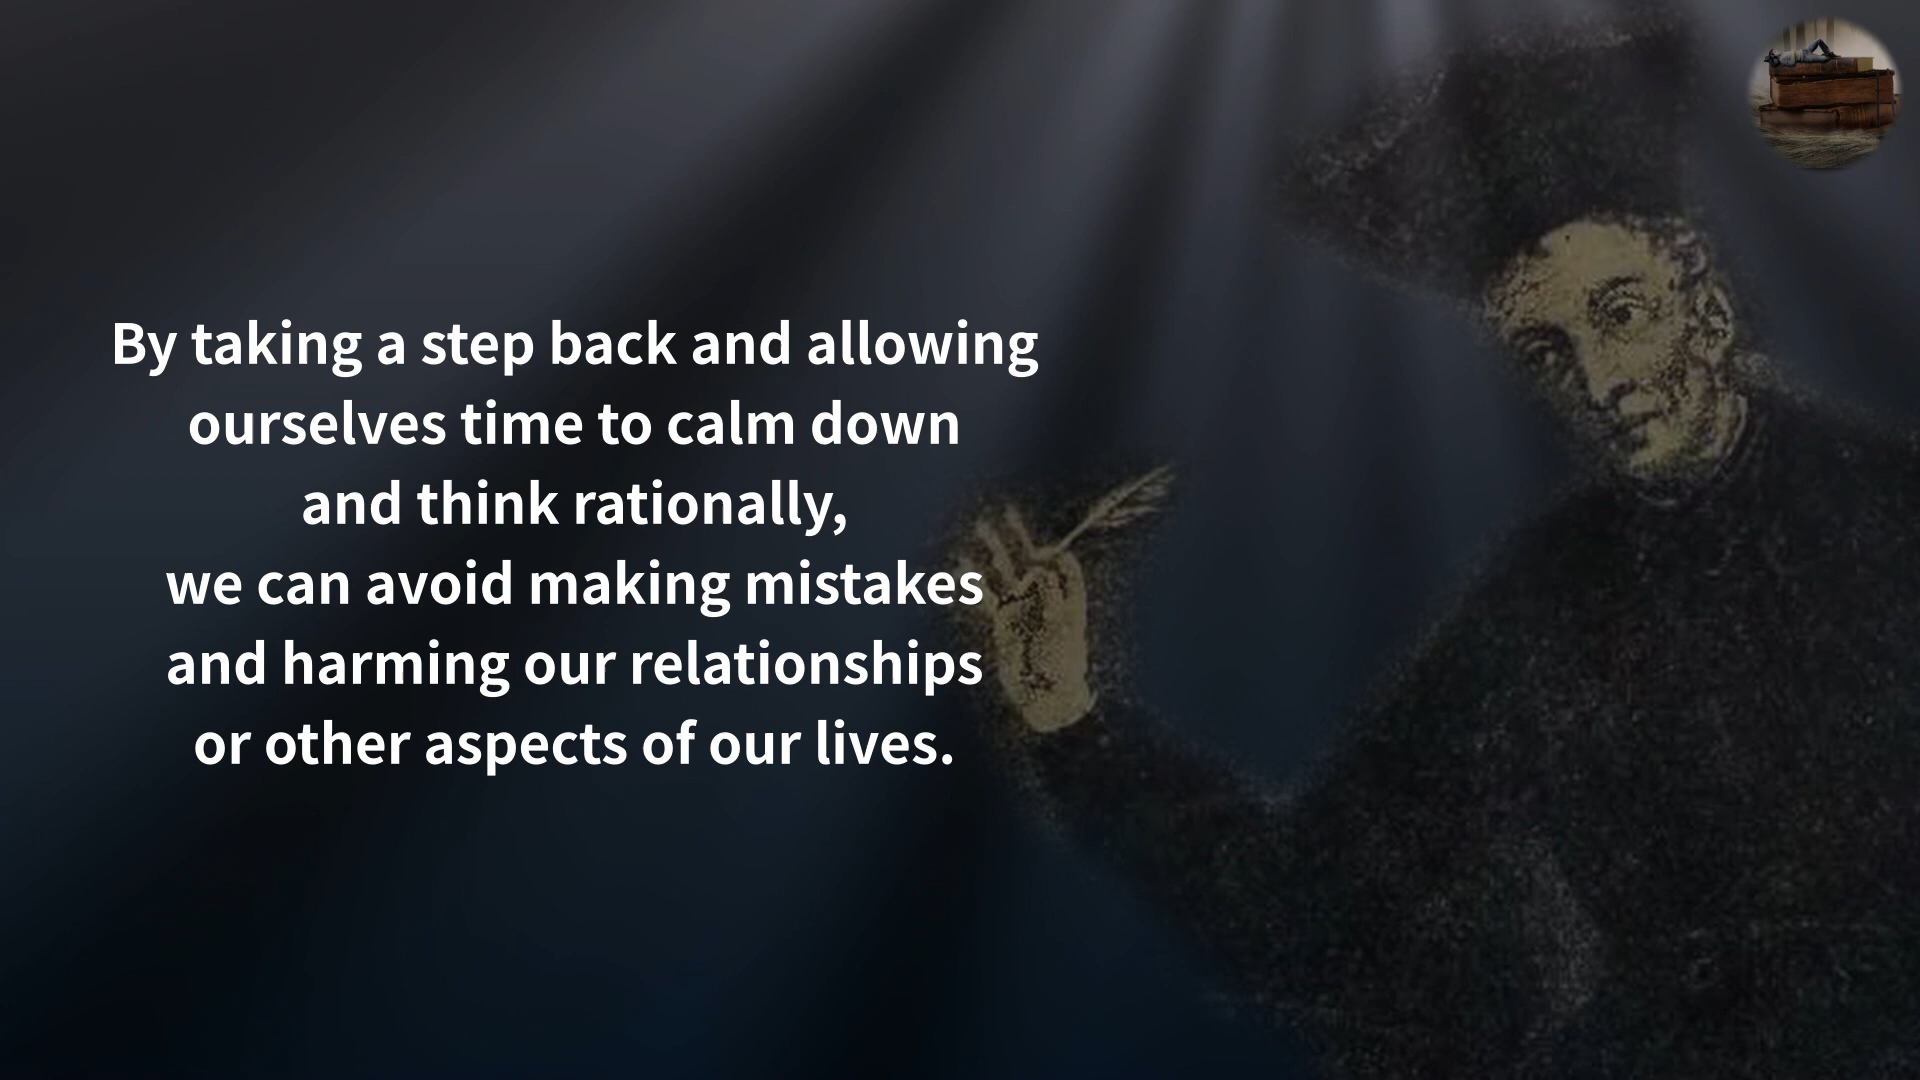 By taking a step back and allowing
ourselves time to calm down
and think rationally,
we can avoid making mistakes
and harming our relationships
or other aspects of our lives.